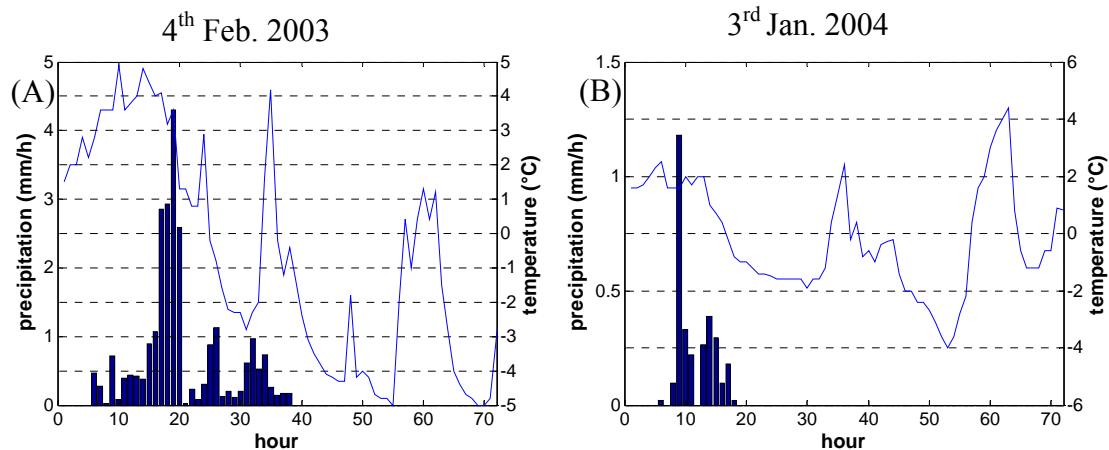 4th Feb. 2003
3rd Jan. 2004
(A)
precipitation (mm/h)
5
4
3
2
1
0
5
4
3
2
1
0
-1
-2
-3
-4
-5
temperature (°C)
0 10 20 30 40 50 60 70
hour
(B)
precipitation (mm/h)
1.5
1
0.5
0
6
4
2
0
-2
-4
-6
temperature (°C)
0 10 20 30 40 50 60 70
hour